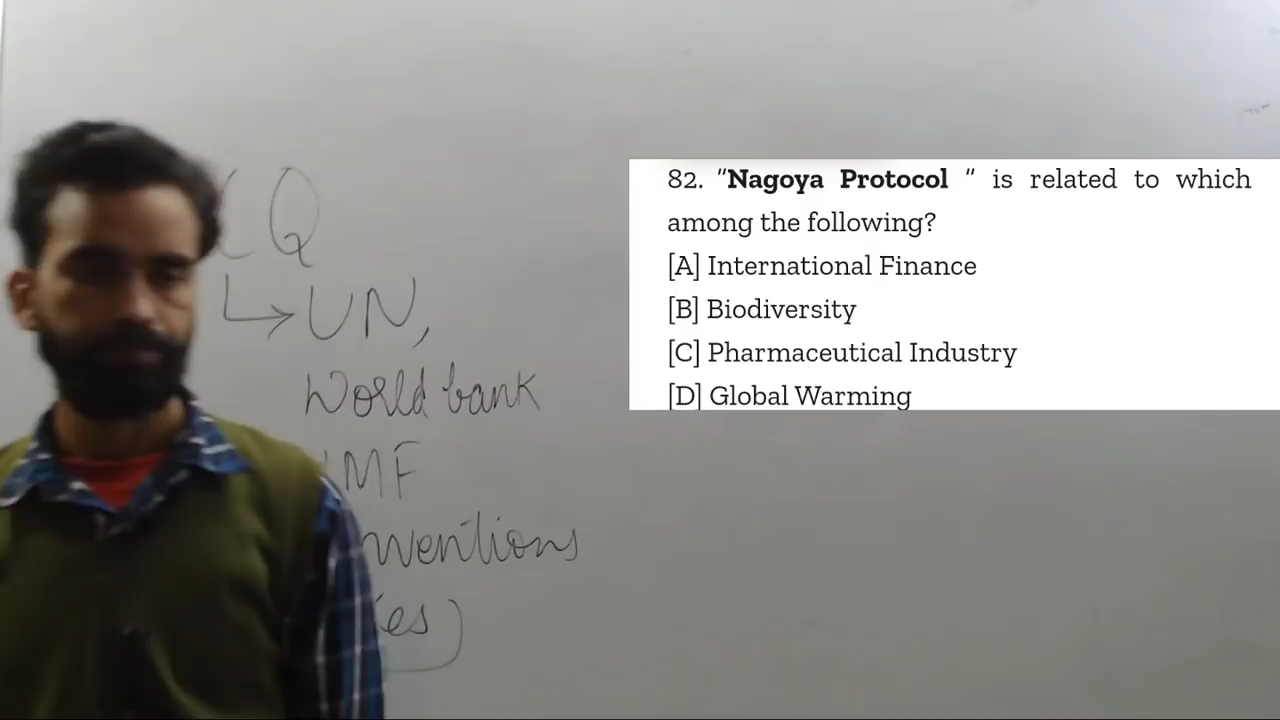 Q
UN,
World bank
MF
nventions
es)
82. "Nagoya Protocol " is related to which
among the following?
[A] International Finance
[B] Biodiversity
[C] Pharmaceutical Industry
[D] Global Warming